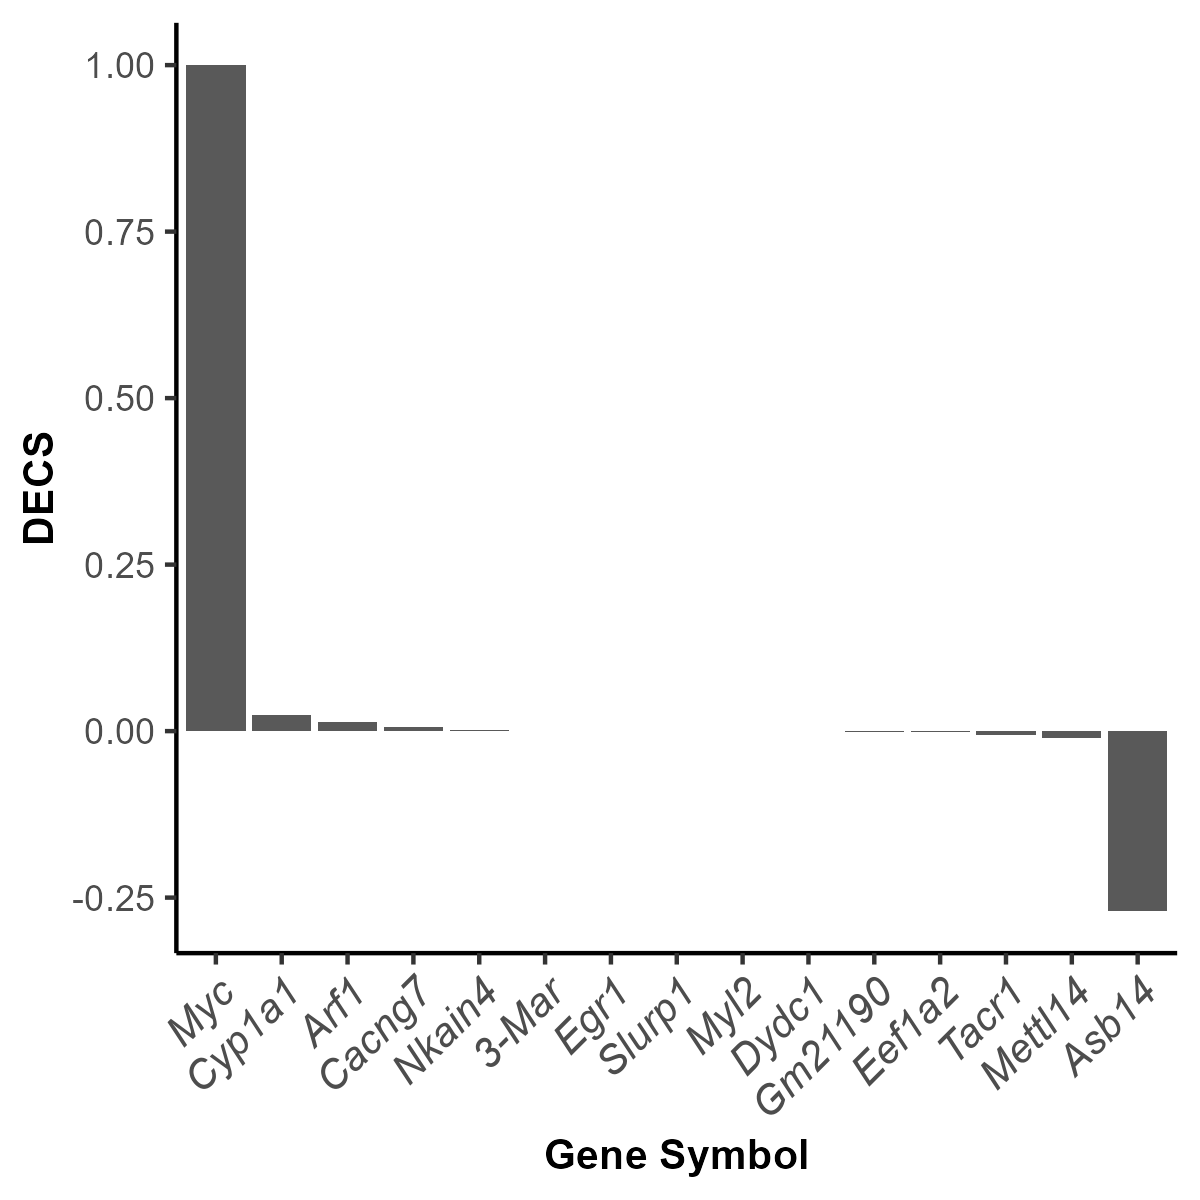 DECS
1.00
0.75
0.50
0.25
0.00
-0.25
Myc
Cyp1a1
Arf1
Cacng7
Nkain4
3-Mar
Egr1
Slurp1
Myl2
Dydc1
Gm21190
Eef1a2
Tacr1
Mettl14
Asb14
Gene Symbol